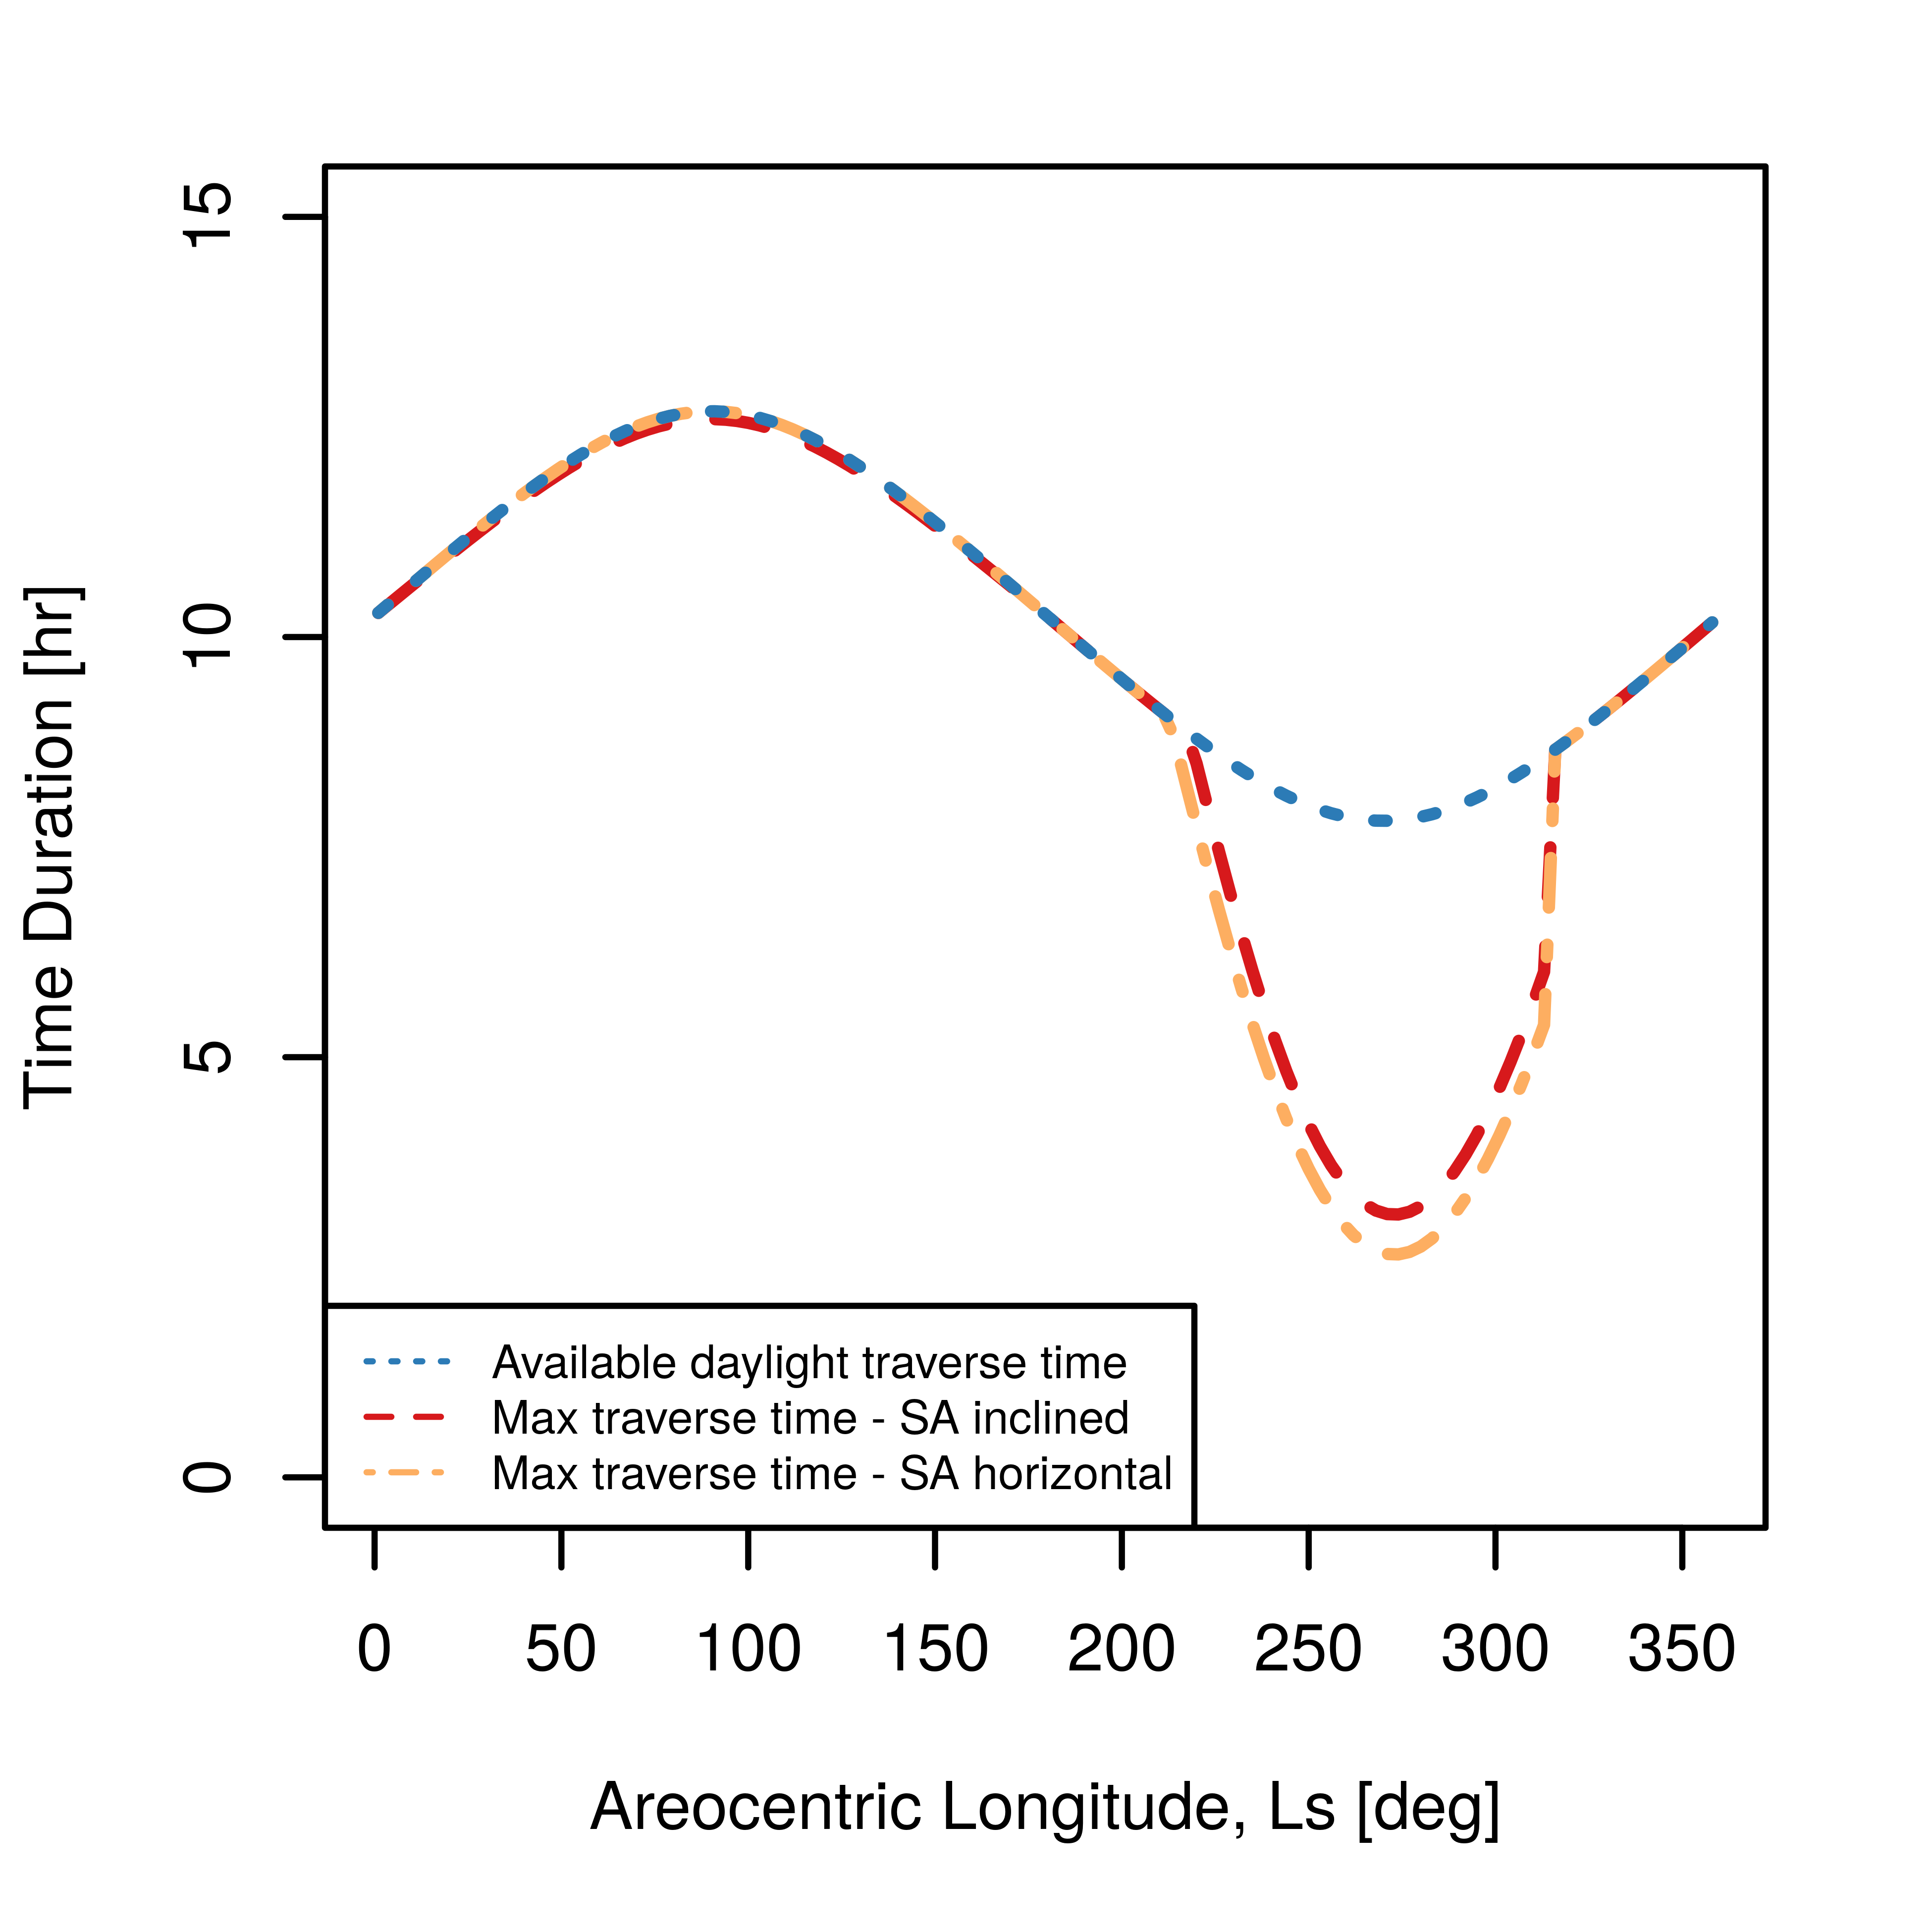 15
10
5
0
Time Duration [hr]
Available daylight traverse time
Max traverse time - SA inclined
Max traverse time - SA horizontal
0 50 100 150 200 250 300 350
Areocentric Longitude, Ls [deg]